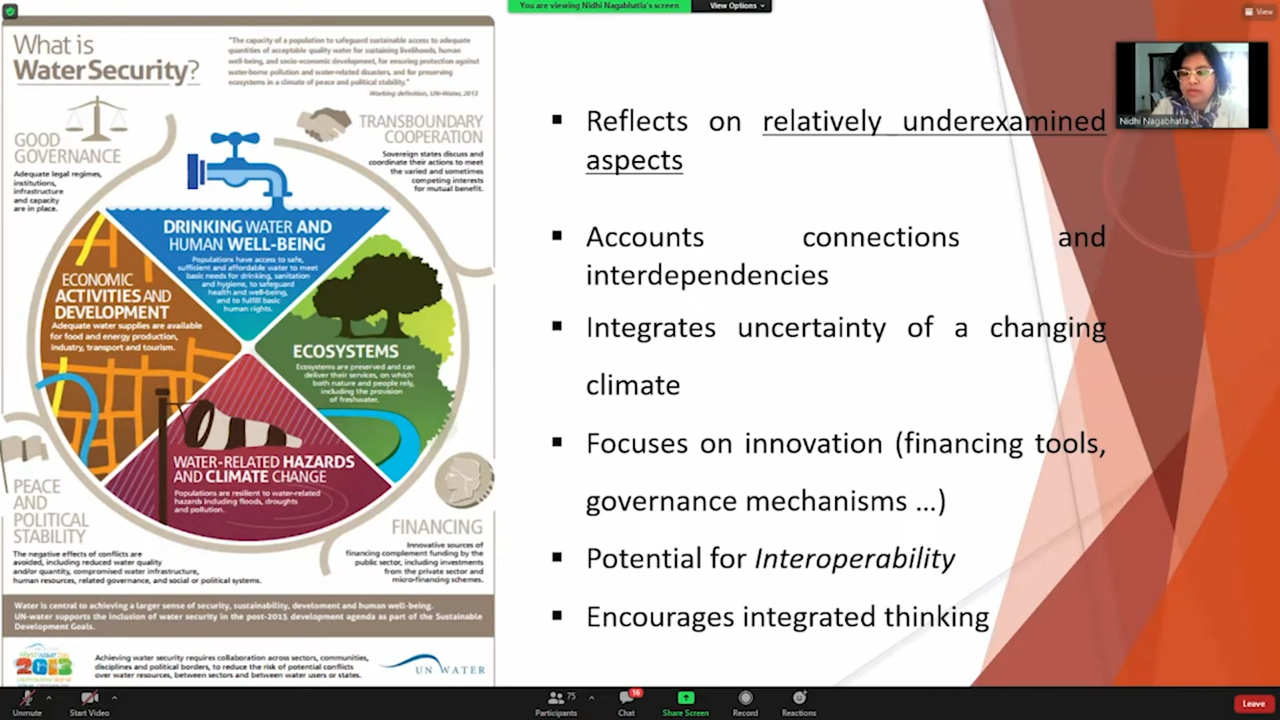 You are viewing Nidhi Nagabhatla's screen
View Options
View
What is
Water Security?
"The capacity of a population to safeguard sustainable access to adequate
quantities of acceptable quality water for sustaining livelihoods, human
well-being, and socio-economic development, for ensuring protection against
water-borne pollution and water-related disasters, and for preserving
ecosystems in a climate of peace and political stability."
Working definition, UN-Water, 2013
GOOD
GOVERNANCE
Adequate legal regimes,
institutions,
infrastructure
and capacity
are in place.
TRANSBOUNDARY
COOPERATION
Sovereign states discuss and
coordinate their actions to meet
the varied and sometimes
competing interests
for mutual benefit.
DRINKING WATER AND
HUMAN WELL-BEING
Populations have access to safe,
sufficient and affordable water to meet
basic needs for drinking, sanitation
and hygiene, to safeguard
health and well-being,
and to fulfill basic
human rights.
ECONOMIC
ACTIVITIES AND
DEVELOPMENT
Adequate water supplies are available
for food and energy production,
industry, transport and tourism.
ECOSYSTEMS
Ecosystems are preserved and can
deliver their services, on which
both nature and people rely,
including the provision
of freshwater.
WATER-RELATED HAZARDS
AND CLIMATE CHANGE
Populations are resilient to water-related
hazards including floods, droughts
and pollution.
PEACE
AND
POLITICAL
STABILITY
The negative effects of conflicts are
avoided, including reduced water quality
and/or quantity, compromised water infrastructure,
human resources, related governance, and social or political systems.
FINANCING
Innovative sources of
financing complement funding by the
public sector, including investments
from the private sector and
micro-financing schemes.
Water is central to achieving a larger sense of security, sustainability, development and human well-being.
UN-water supports the inclusion of water security in the post-2015 development agenda as part of the Sustainable
Development Goals.
2013
Achieving water security requires collaboration across sectors, communities,
disciplines and political borders, to reduce the risk of potential conflicts
over water resources, between sectors and between water users or states.
UN WATER
▪ Reflects on relatively underexamined
aspects
▪ Accounts connections and
interdependencies
▪ Integrates uncertainty of a changing
climate
▪ Focuses on innovation (financing tools,
governance mechanisms ...)
▪ Potential for Interoperability
▪ Encourages integrated thinking
Nidhi Nagabhatla
Unmute
Start Video
75
Participants
16
Chat
Share Screen
Record
Reactions
Leave